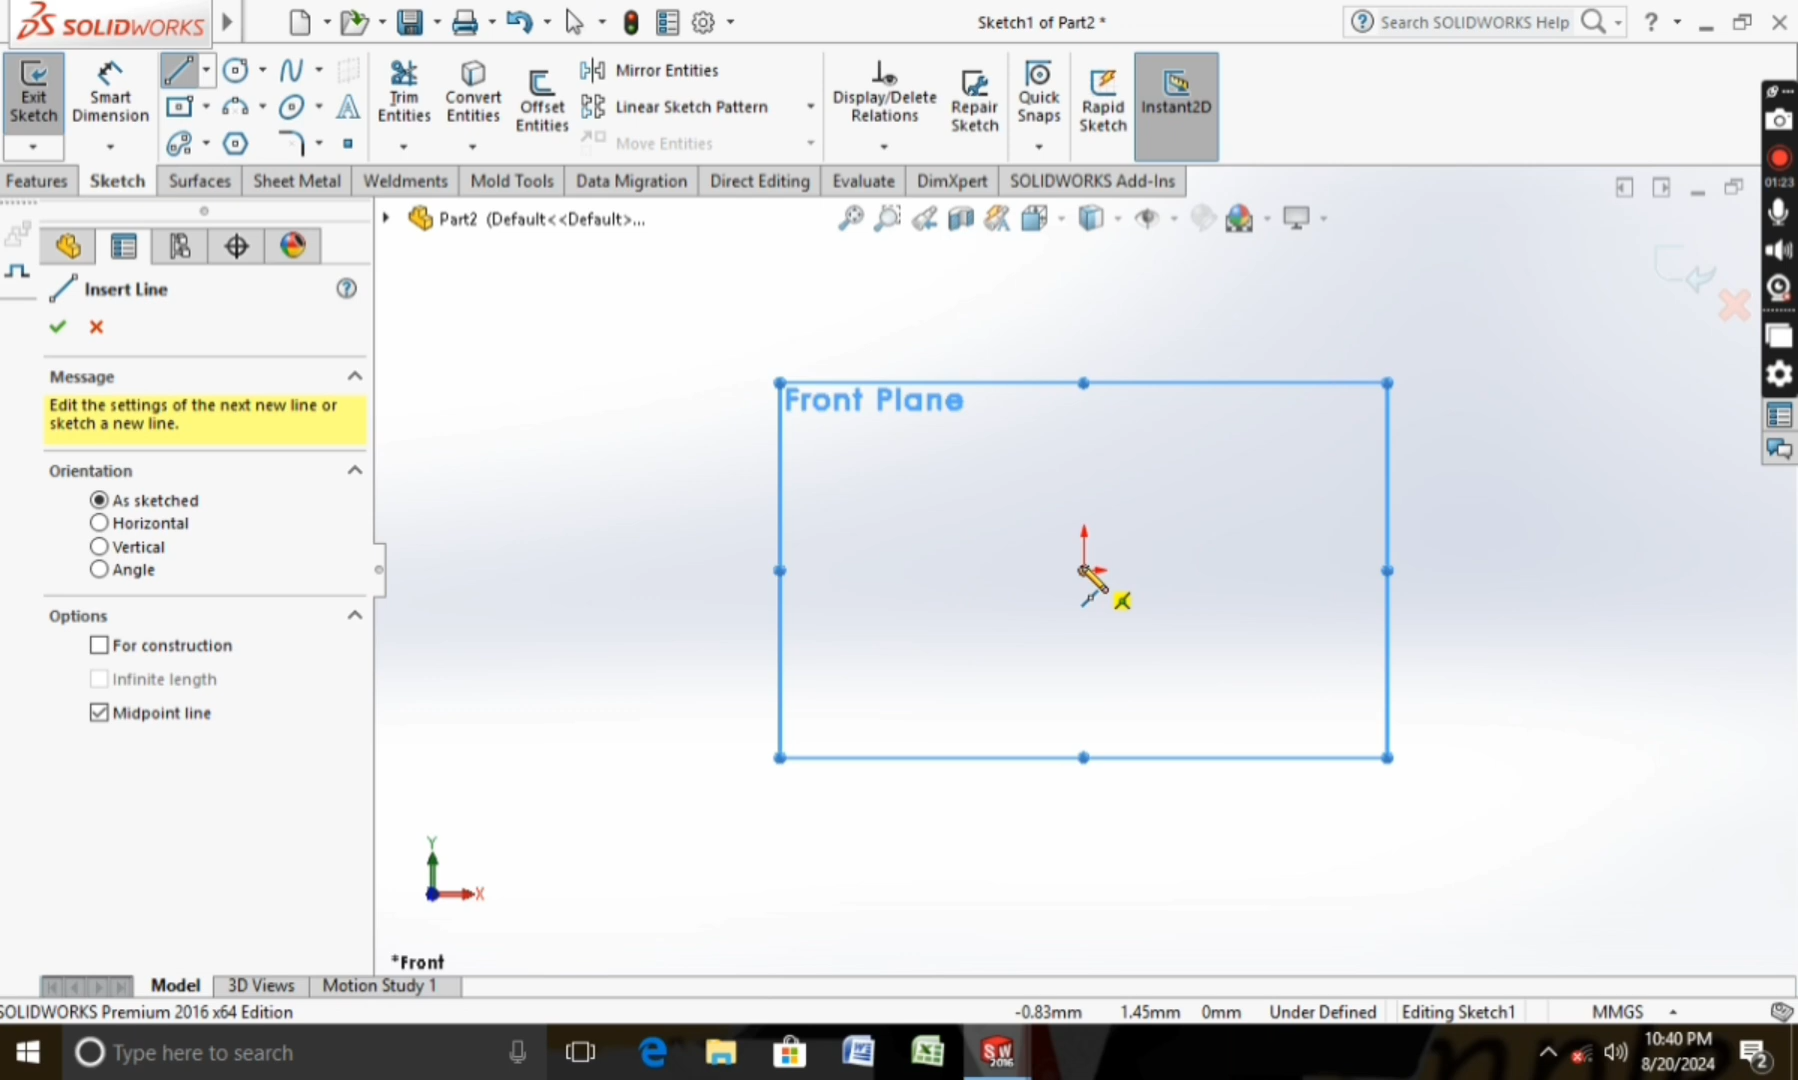 SOLIDWORKS
Sketch1 of Part2 *
Search SOLIDWORKS Help
?
Exit Sketch
Smart Dimension
Trim Entities
Convert Entities
Offset Entities
Mirror Entities
Linear Sketch Pattern
Move Entities
Display/Delete Relations
Repair Sketch
Quick Snaps
Rapid Sketch
Instant2D
Features
Sketch
Surfaces
Sheet Metal
Weldments
Mold Tools
Data Migration
Direct Editing
Evaluate
DimXpert
SOLIDWORKS Add-Ins
01:23
Part2 (Default<<Default>...
Insert Line
Message
Edit the settings of the next new line or
sketch a new line.
Orientation
As sketched
Horizontal
Vertical
Angle
Options
For construction
Infinite length
Midpoint line
Front Plane
Y
X
*Front
Model
3D Views
Motion Study 1
SOLIDWORKS Premium 2016 x64 Edition
-0.83mm
1.45mm
0mm
Under Defined
Editing Sketch1
MMGS
Type here to search
SW
2016
10:40 PM
8/20/2024
2